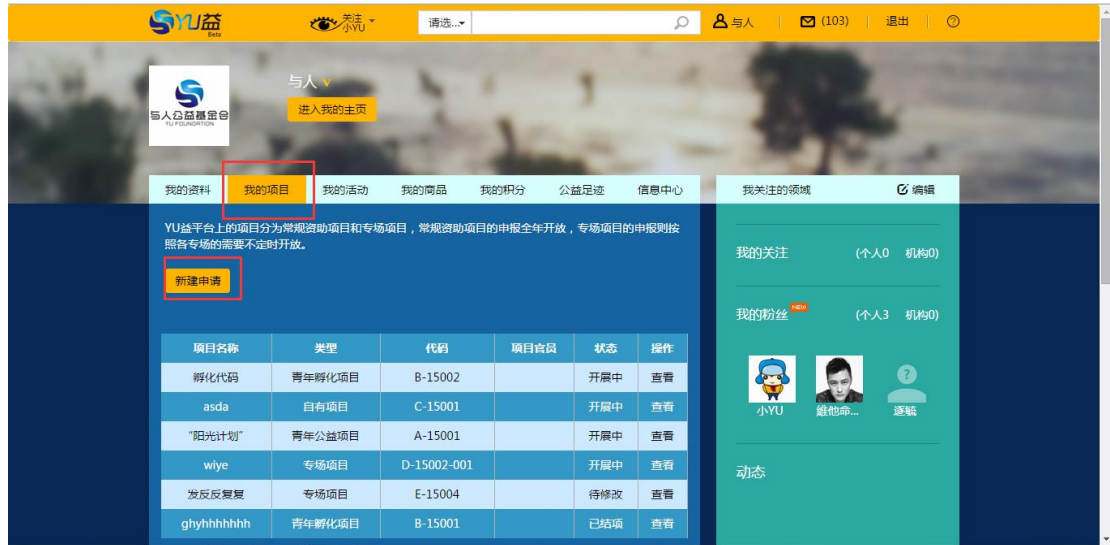 SYU益
Beta
关注
小YU
请选...
与人
(103)
退出
与人 V
进入我的主页
与人公益基金会
YU FOUNDATION
我的资料 我的项目 我的活动 我的商品 我的积分 公益足迹 信息中心
我关注的领域 编辑
YU益平台上的项目分为常规资助项目和专场项目，常规资助项目的申报全年开放，专场项目的申报则按
照各专场的需要不定时开放。
新建申请
我的关注 (个人0 机构0)
我的粉丝 NEW (个人3 机构0)
项目名称 类型 代码 项目官员 状态 操作
孵化代码 青年孵化项目 B-15002 开展中 查看
asda 自有项目 C-15001 开展中 查看
“阳光计划” 青年公益项目 A-15001 开展中 查看
wiye 专场项目 D-15002-001 开展中 查看
发反反复复 专场项目 E-15004 待修改 查看
ghyhhhhhh 青年孵化项目 B-15001 已结项 查看
小YU 維他命... 逐毓
动态